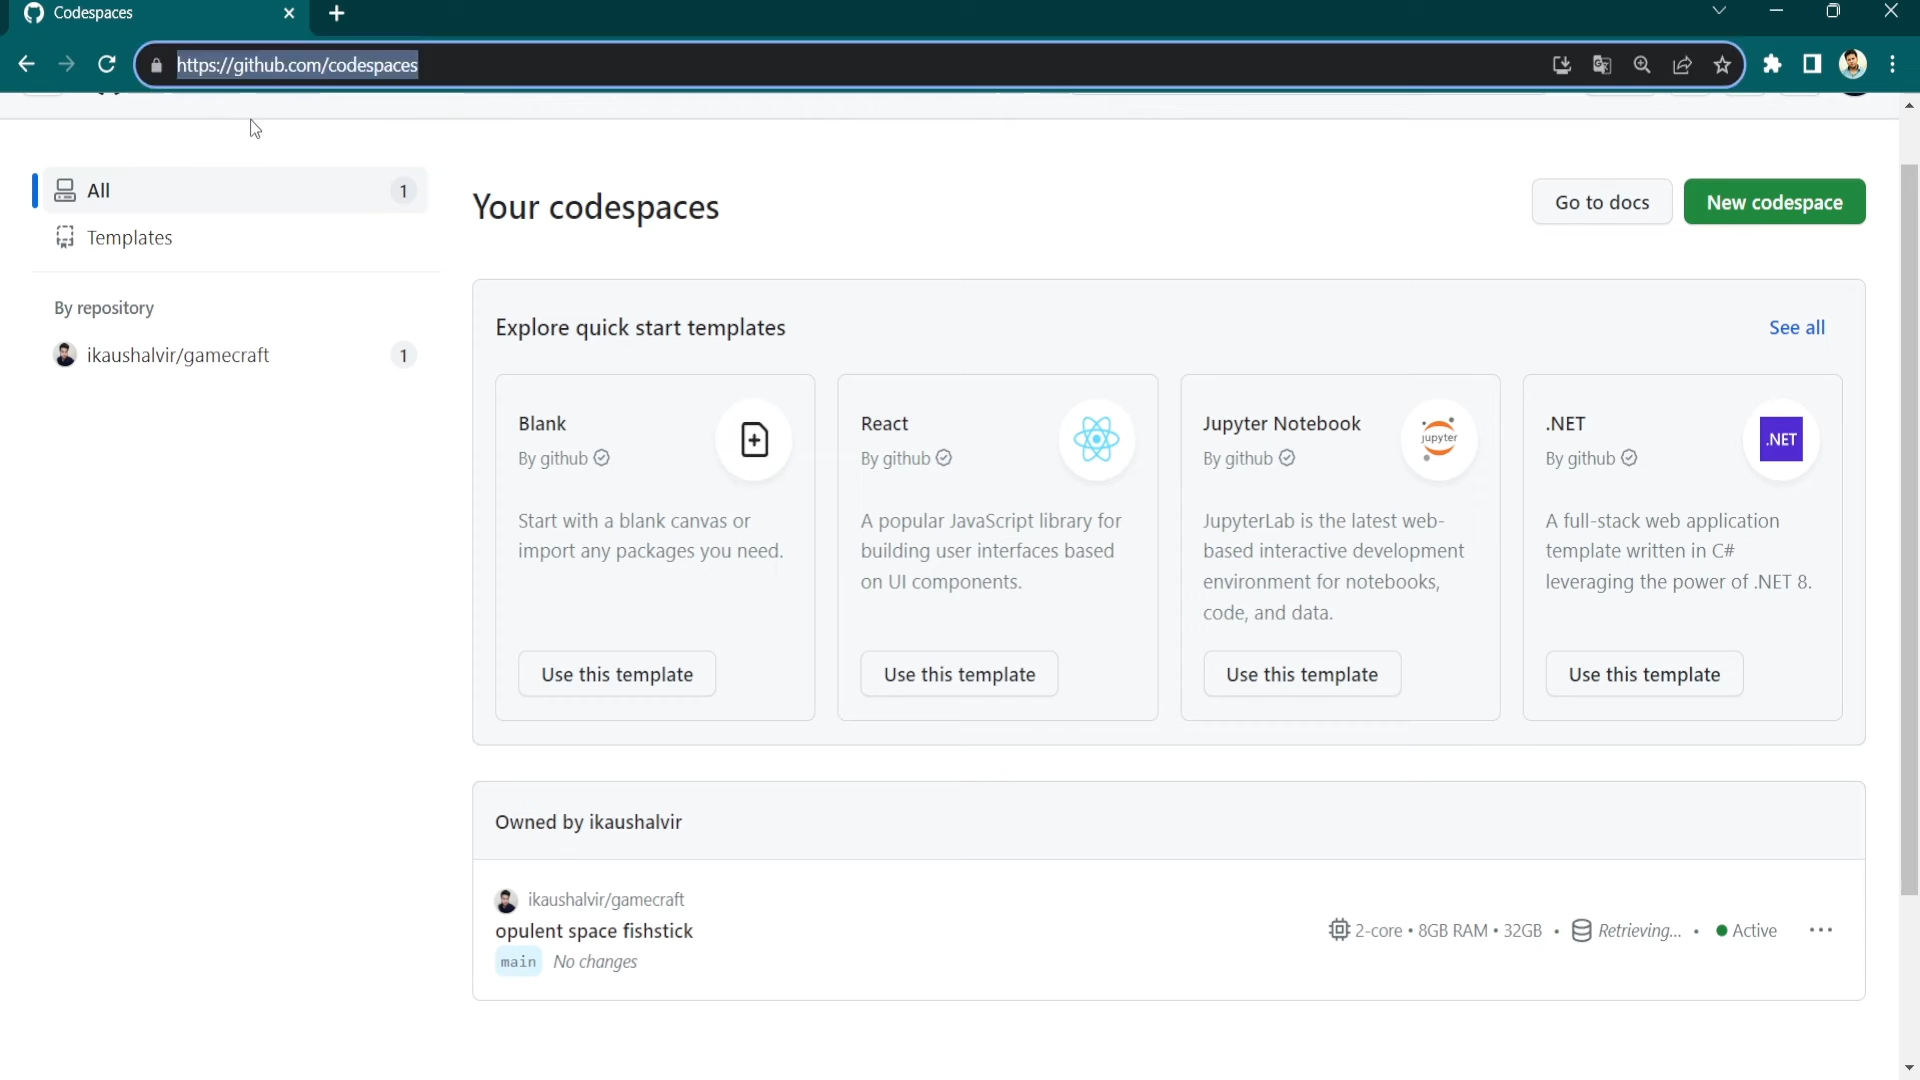 Codespaces
https://github.com/codespaces
All 1
Templates
By repository
ikaushalvir/gamecraft 1
Your codespaces
Go to docs
New codespace
Explore quick start templates
See all
Blank
By github
Start with a blank canvas or
import any packages you need.
Use this template
React
By github
A popular JavaScript library for
building user interfaces based
on UI components.
Use this template
Jupyter Notebook
By github
jupyter
JupyterLab is the latest web-
based interactive development
environment for notebooks,
code, and data.
Use this template
.NET
By github
.NET
A full-stack web application
template written in C#
leveraging the power of .NET 8.
Use this template
Owned by ikaushalvir
ikaushalvir/gamecraft
opulent space fishstick
main No changes
2-core • 8GB RAM • 32GB • Retrieving... • Active